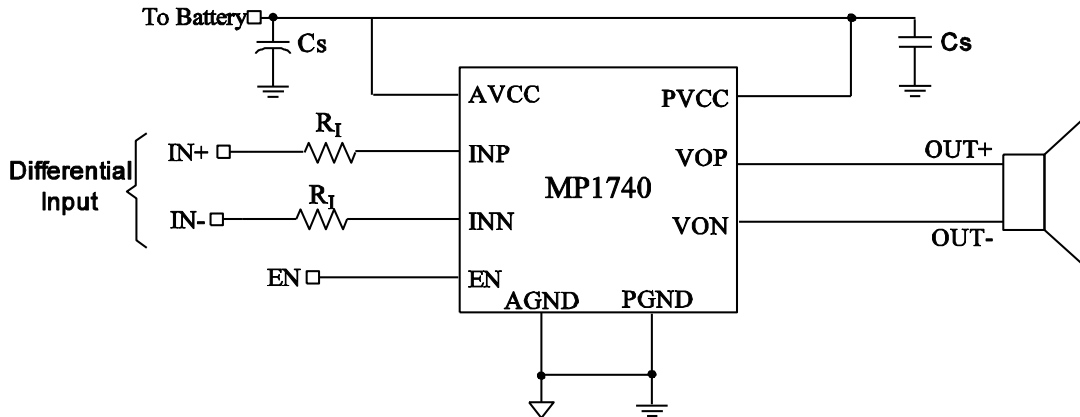 To Battery
Cs
Cs
AVCC
PVCC
RI
IN+
INP
VOP
OUT+
Differential
Input
MP1740
RI
IN-
INN
VON
OUT-
EN
EN
AGND
PGND